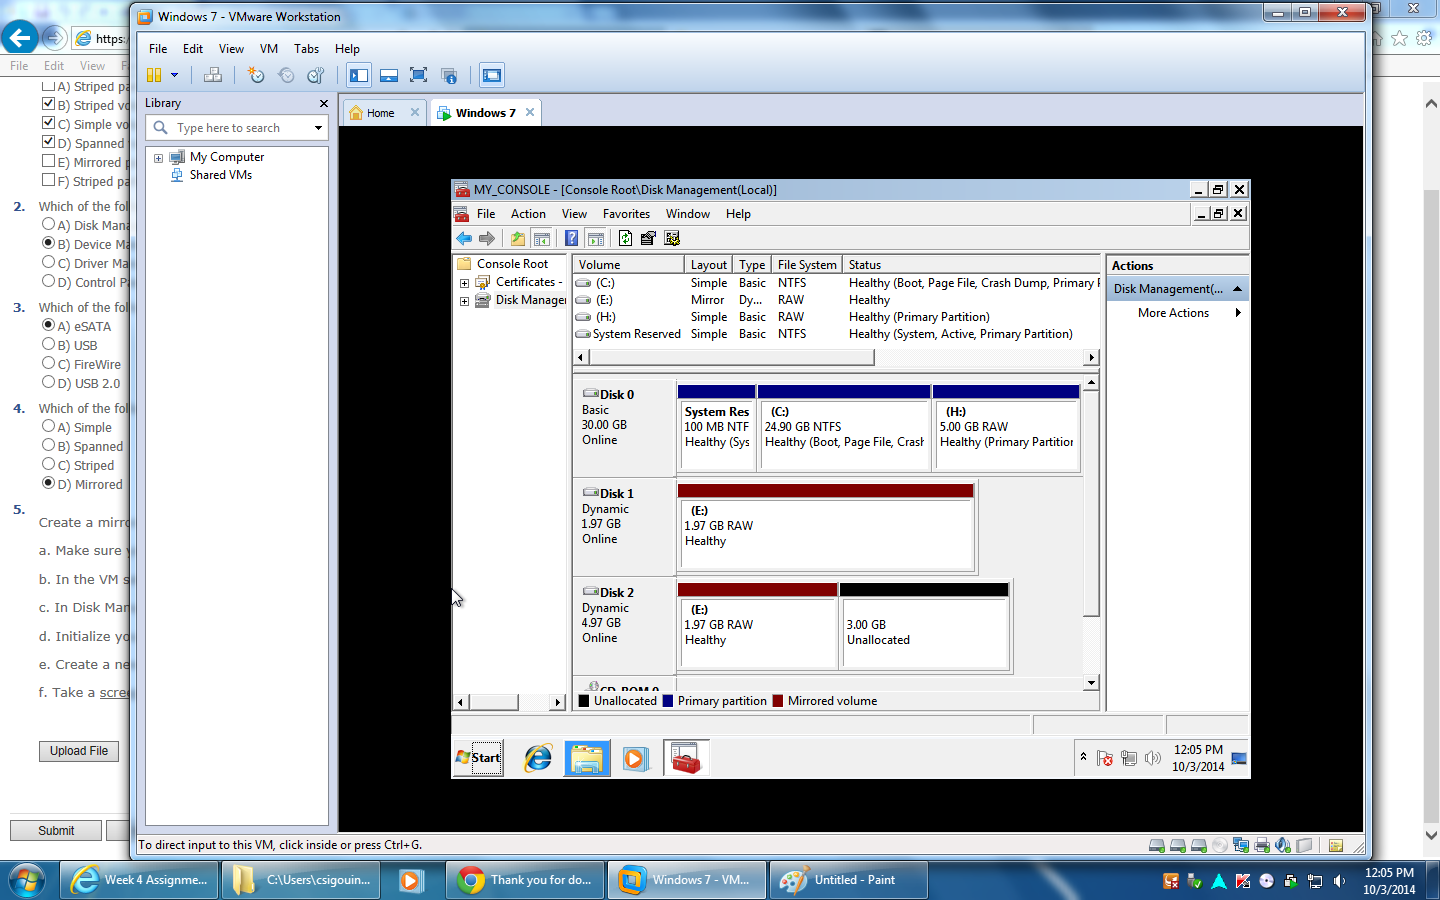 Windows 7 - VMware Workstation
https:
File Edit View
File Edit View VM Tabs Help
Library
Type here to search
My Computer
Shared VMs
Home
Windows 7
A) Striped pa
B) Striped vo
C) Simple vo
D) Spanned
E) Mirrored p
F) Striped pa
2. Which of the fol
A) Disk Mana
B) Device Ma
C) Driver Ma
D) Control Pa
3. Which of the fol
A) eSATA
B) USB
C) FireWire
D) USB 2.0
4. Which of the fol
A) Simple
B) Spanned
C) Striped
D) Mirrored
5.
Create a mirro
a. Make sure y
b. In the VM s
c. In Disk Man
d. Initialize yo
e. Create a ne
f. Take a scree
Upload File
Submit
MY_CONSOLE - [Console Root\Disk Management(Local)]
File Action View Favorites Window Help
Console Root
Certificates -
Disk Manager
Volume Layout Type File System Status
(C:) Simple Basic NTFS Healthy (Boot, Page File, Crash Dump, Primary P
(E:) Mirror Dy... RAW Healthy
(H:) Simple Basic RAW Healthy (Primary Partition)
System Reserved Simple Basic NTFS Healthy (System, Active, Primary Partition)
Actions
Disk Management(...
More Actions
Disk 0
Basic
30.00 GB
Online
System Res
100 MB NTF
Healthy (Sys
(C:)
24.90 GB NTFS
Healthy (Boot, Page File, Crash
(H:)
5.00 GB RAW
Healthy (Primary Partition
Disk 1
Dynamic
1.97 GB
Online
(E:)
1.97 GB RAW
Healthy
Disk 2
Dynamic
4.97 GB
Online
(E:)
1.97 GB RAW
Healthy
3.00 GB
Unallocated
CD-ROM 0
Unallocated Primary partition Mirrored volume
Start
12:05 PM
10/3/2014
To direct input to this VM, click inside or press Ctrl+G.
Week 4 Assignme...
C:\Users\csigouin...
Thank you for do...
Windows 7 - VM...
Untitled - Paint
12:05 PM
10/3/2014